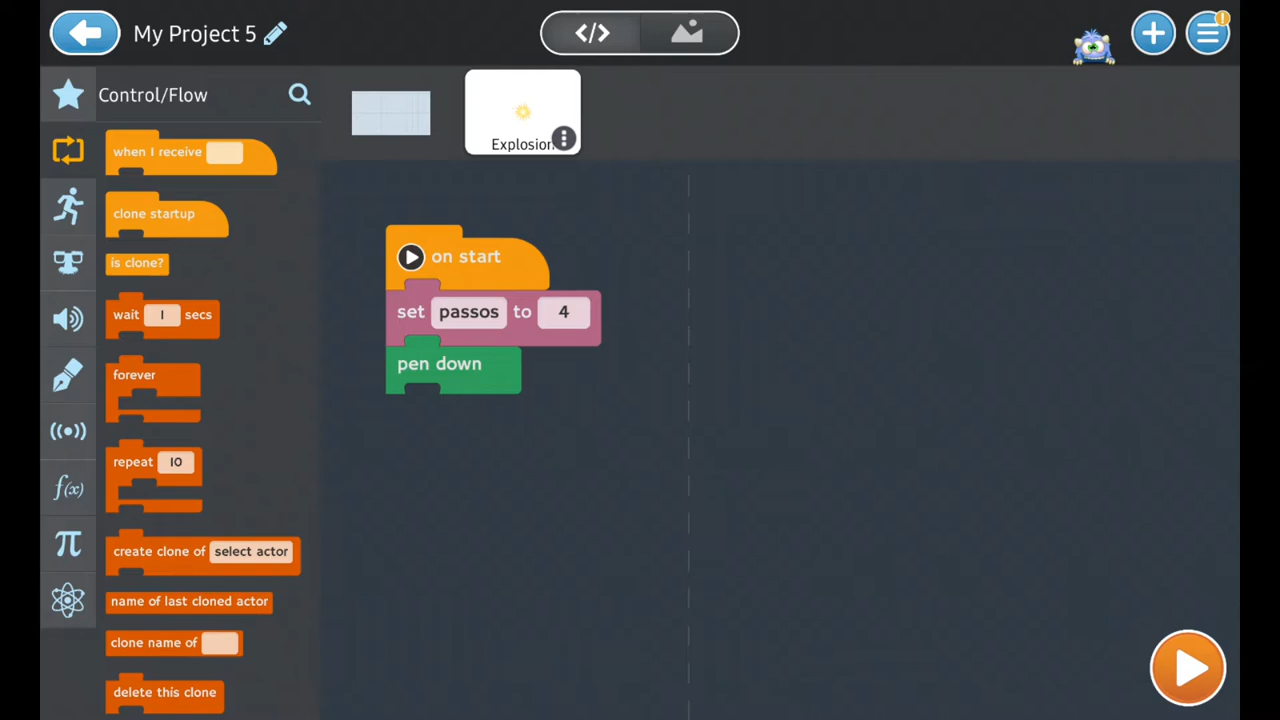 My Project 5
Control/Flow
when I receive
clone startup
is clone?
wait 1 secs
forever
repeat 10
create clone of select actor
name of last cloned actor
clone name of
delete this clone
f(x)
π
Explosion
on start
set passos to 4
pen down